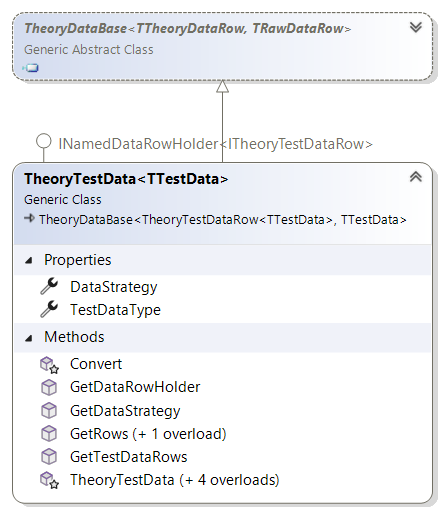 TheoryDataBase<TTheoryDataRow, TRawDataRow>
Generic Abstract Class
INamedDataRowHolder<ITheoryTestDataRow>
TheoryTestData<TTestData>
Generic Class
TheoryDataBase<TheoryTestDataRow<TTestData>, TTestData>
Properties
DataStrategy
TestDataType
Methods
Convert
GetDataRowHolder
GetDataStrategy
GetRows (+ 1 overload)
GetTestDataRows
TheoryTestData (+ 4 overloads)